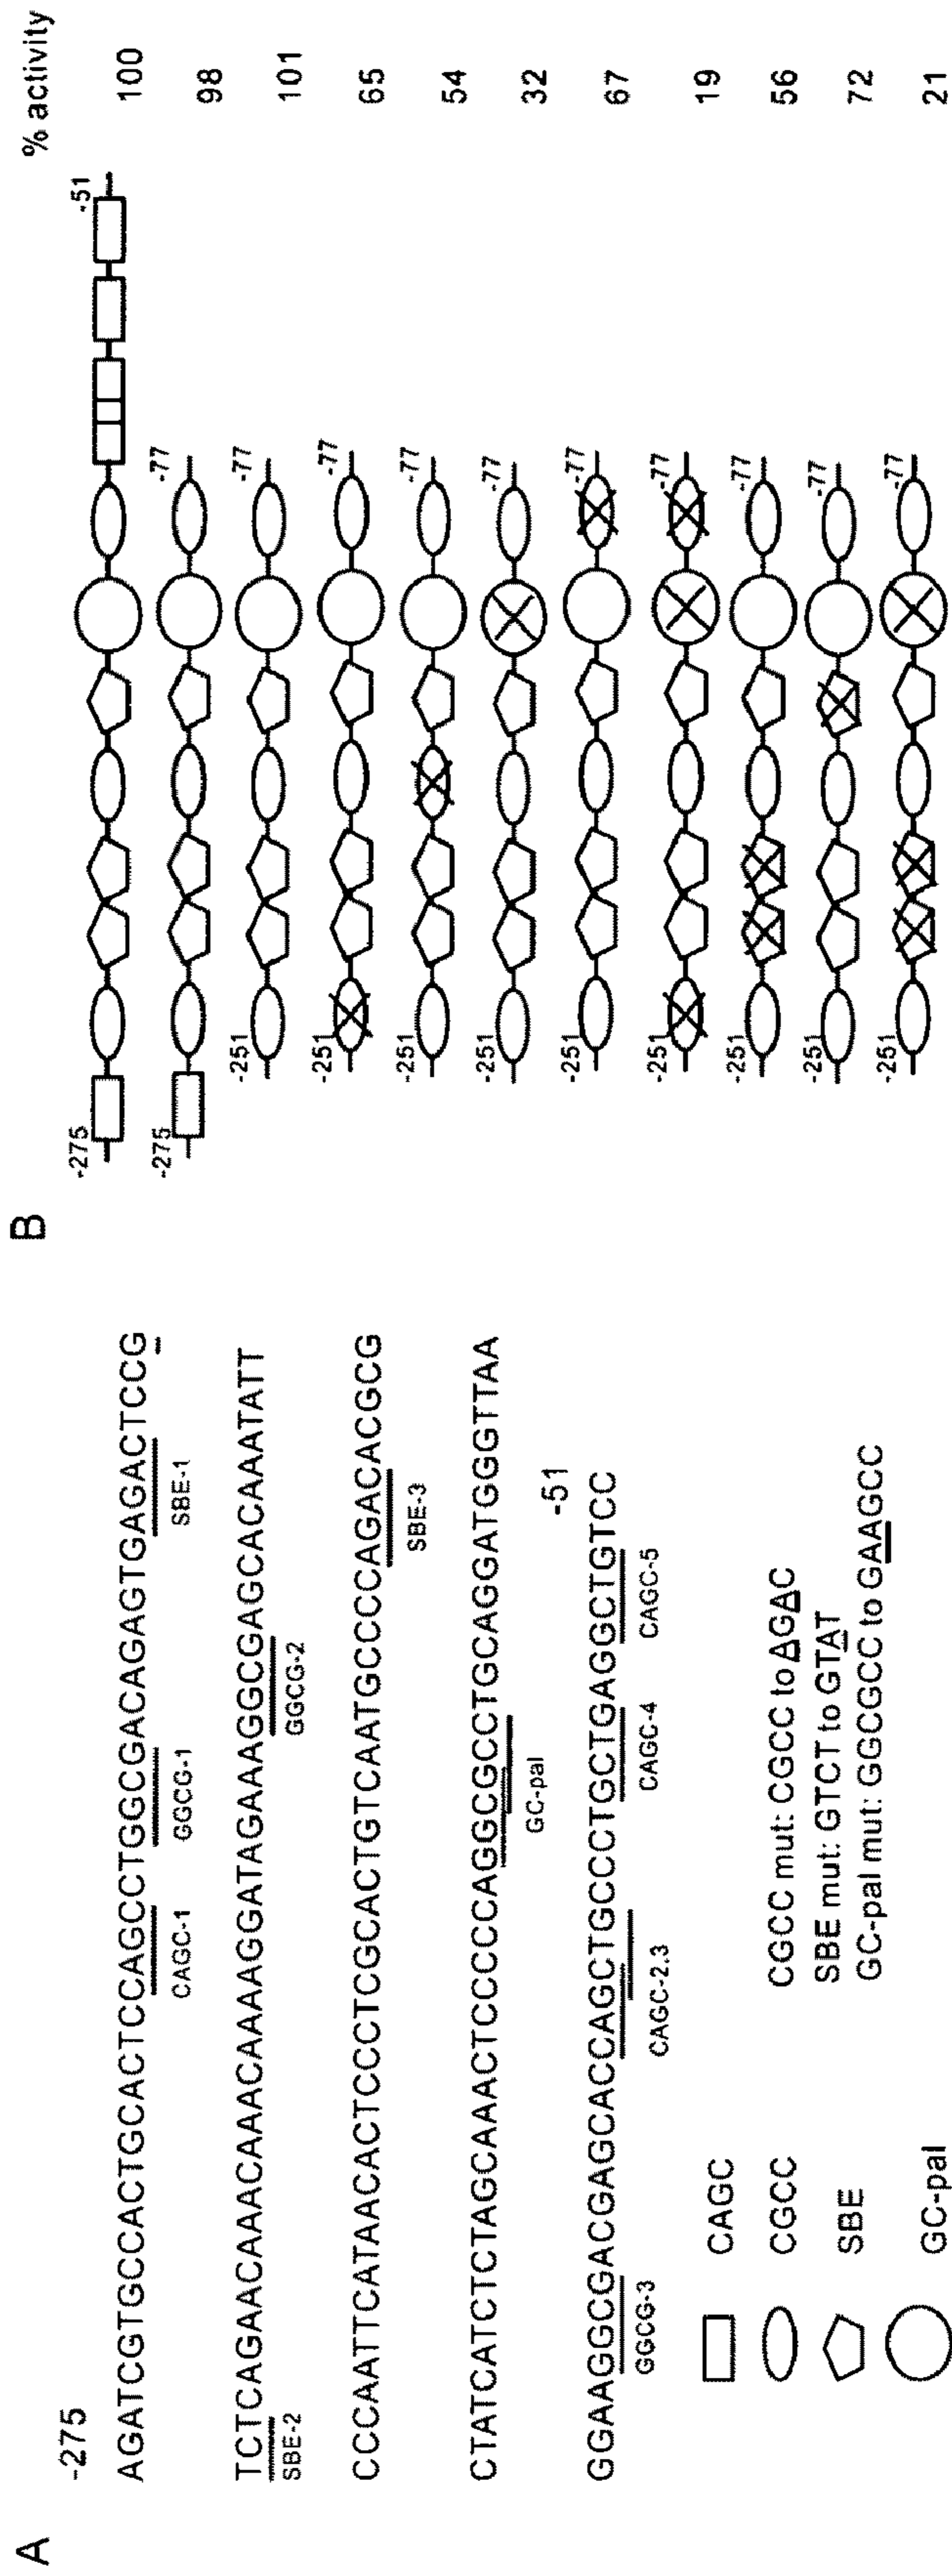 A
-275
AGATCGTGCCACTGCACTCCAGCCTGGCGACAGAGTGAGACTCCG
CAGC-1 GGCG-1 SBE-1
TCTCAGAACAAACAAACAAACAAAAGGATAGAAAGGCGAGCACAAATATT
SBE-2 GGCG-2
CCCAATTCATAACACTCCCTCGCACTGTCAATGCCCCAGACACGCG
SBE-3
CTATCATCTCTAGCAAACTCCCCCAGGCGCCTGCAGGATGGGTTAA
GC-pal
-51
GGAAGGCGACGAGCACCAGCTGCCCTGCTGAGGCTGTCC
GGCG-3 CAGC-2.3 CAGC-4 CAGC-5
CAGC
CGCC
SBE
GC-pal
CGCC mut: CGCC to AGAC
SBE mut: GTCT to GTAT
GC-pal mut: GGCGCC to GAAGCC
B
% activity
-275 -51 100
-275 -77 98
-251 -77 101
-251 -77 65
-251 -77 54
-251 -77 32
-251 -77 67
-251 -77 19
-251 -77 56
-251 -77 72
-251 -77 21